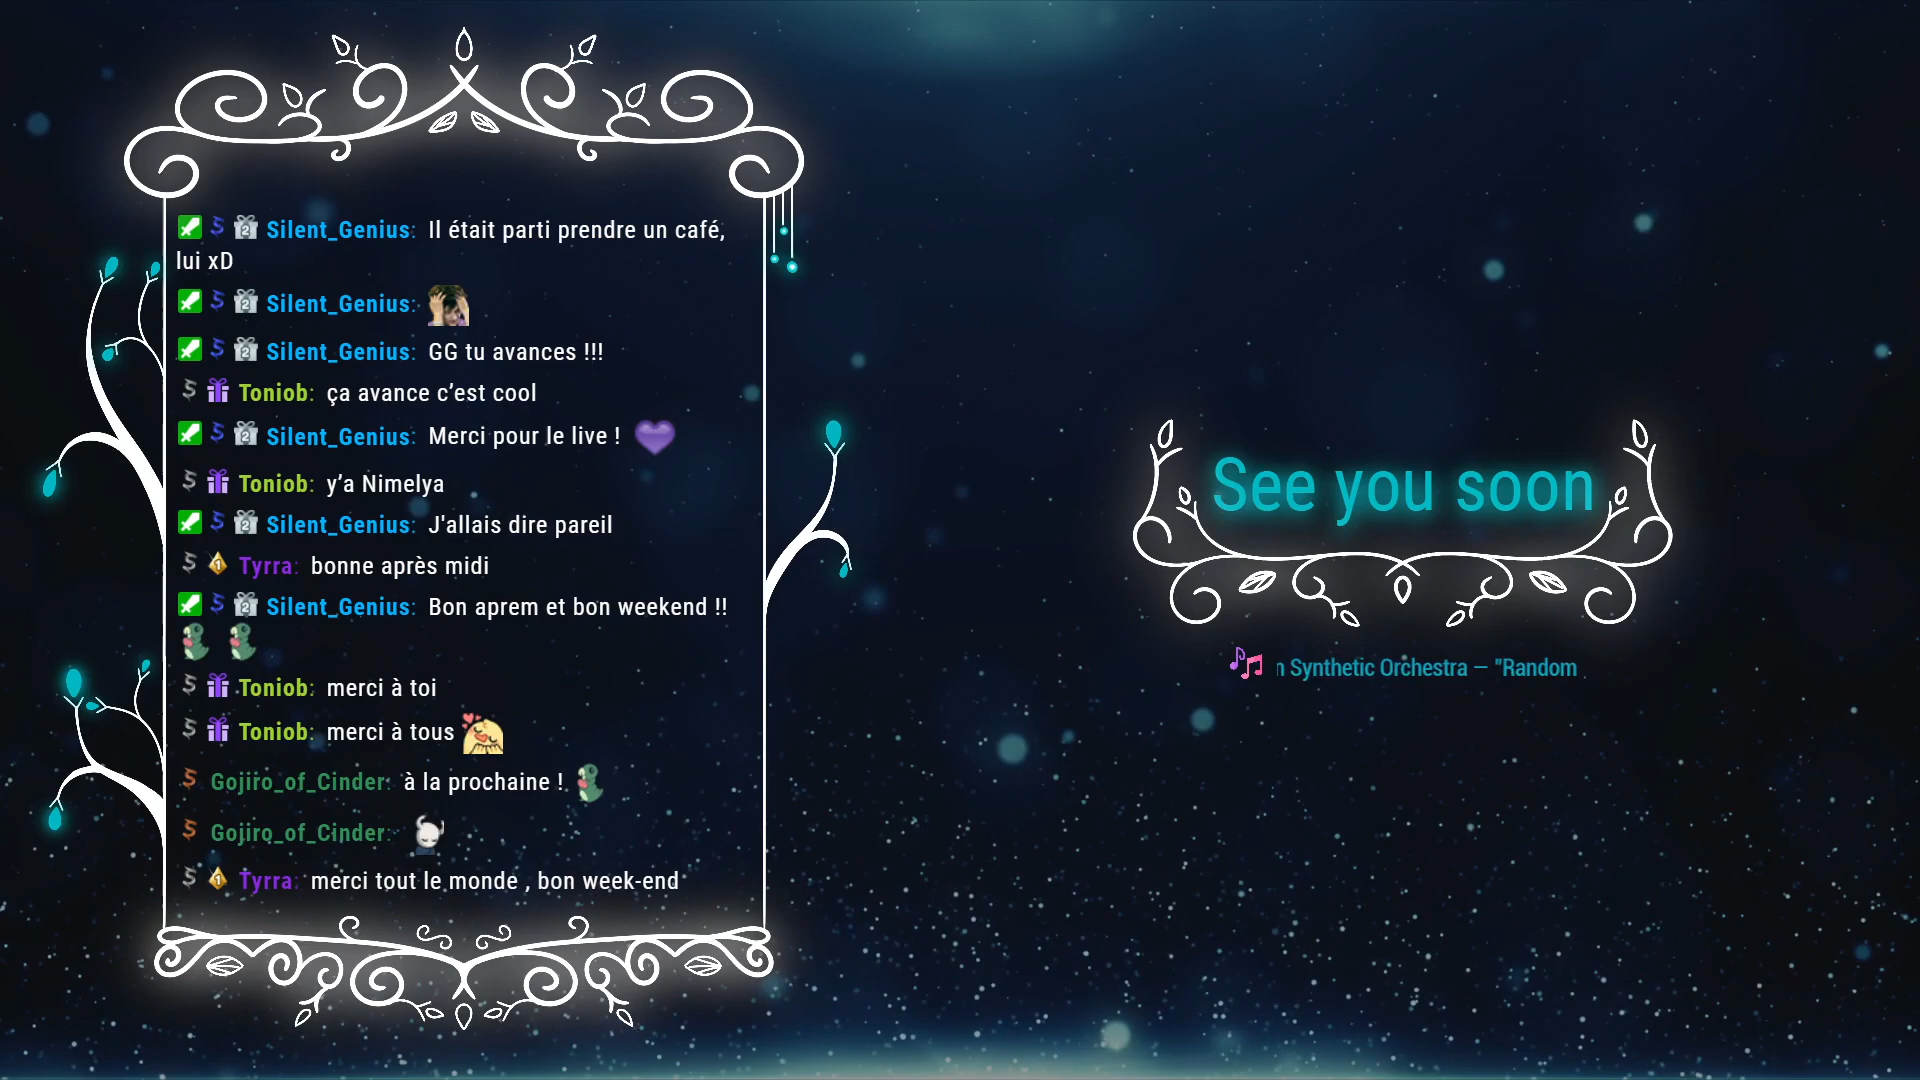 Silent_Genius: Il était parti prendre un café,
lui xD
Silent_Genius:
Silent_Genius: GG tu avances !!!
Toniob: ça avance c’est cool
Silent_Genius: Merci pour le live !
Toniob: y’a Nimelya
Silent_Genius: J'allais dire pareil
Tyrra: bonne après midi
Silent_Genius: Bon aprem et bon weekend !!
Toniob: merci à toi
Toniob: merci à tous
Gojiro_of_Cinder: à la prochaine !
Gojiro_of_Cinder:
Tyrra: merci tout le monde , bon week-end
See you soon
n Synthetic Orchestra — "Random